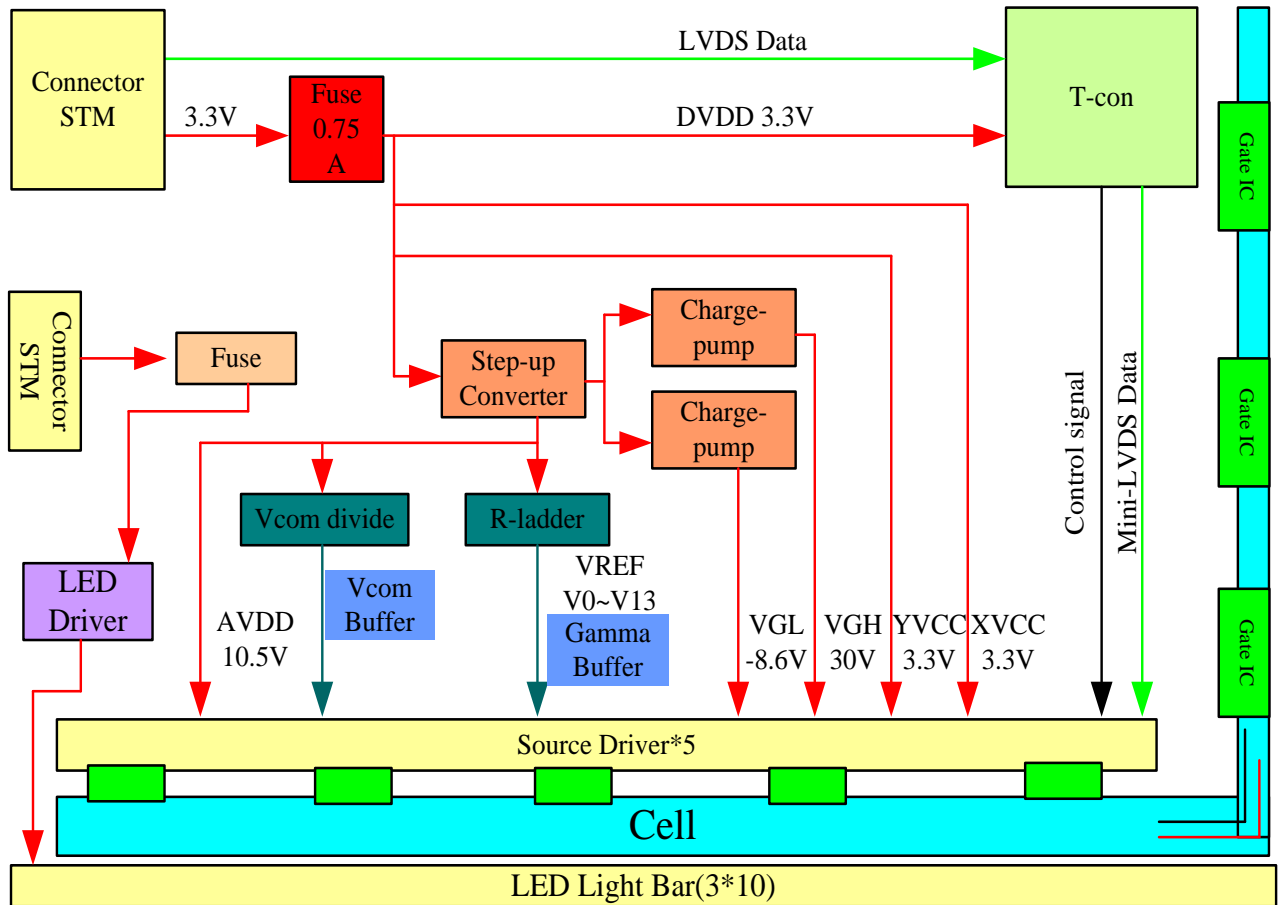 LVDS Data
Connector
STM
T-con
3.3V
Fuse
0.75
A
DVDD 3.3V
Gate IC
Connector
STM
Fuse
Step-up
Converter
Charge-
pump
Charge-
pump
Control signal
Mini-LVDS Data
Gate IC
Vcom divide
R-ladder
LED
Driver
AVDD
10.5V
Vcom
Buffer
VREF
V0~V13
Gamma
Buffer
VGL
-8.6V
VGH
30V
YVCC
3.3V
XVCC
3.3V
Gate IC
Source Driver*5
Cell
LED Light Bar(3*10)